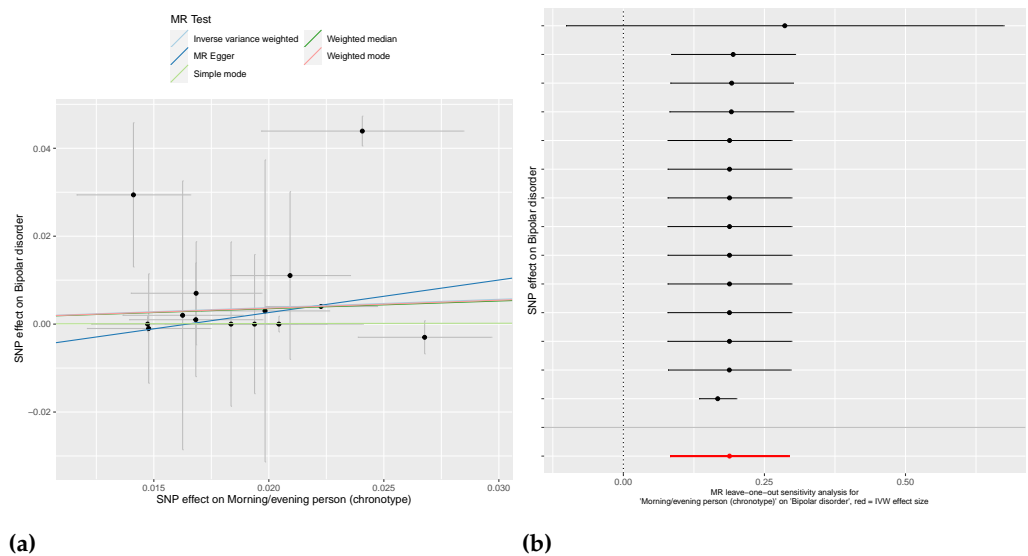 MR Test
Inverse variance weighted
Weighted median
MR Egger
Weighted mode
Simple mode
SNP effect on Bipolar disorder
0.04
0.02
0.00
−0.02
0.015
0.020
0.025
0.030
SNP effect on Morning/evening person (chronotype)
(a)
SNP effect on Bipolar disorder
0.00
0.25
0.50
MR leave−one−out sensitivity analysis for
'Morning/evening person (chronotype)' on 'Bipolar disorder', red = IVW effect size
(b)